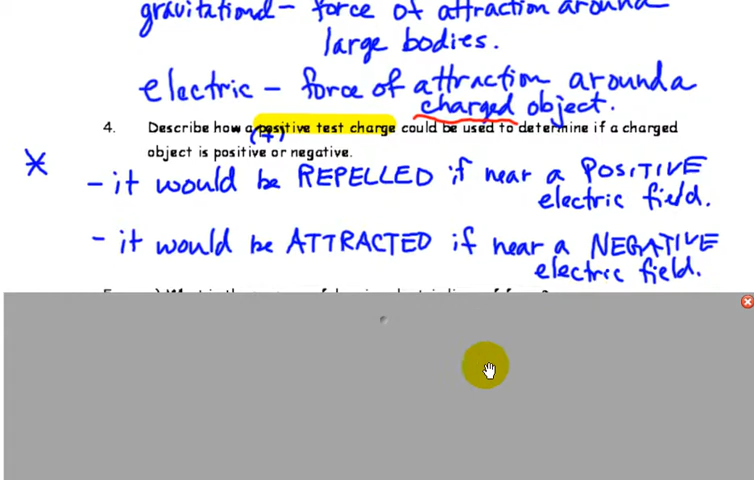 gravitational – force of attraction around
large bodies.
electric – force of attraction around a
charged object.
4. Describe how a positive test charge could be used to determine if a charged
(+)
object is positive or negative.
* - it would be REPELLED if near a POSITIVE
electric field.
- it would be ATTRACTED if near a NEGATIVE
electric field.